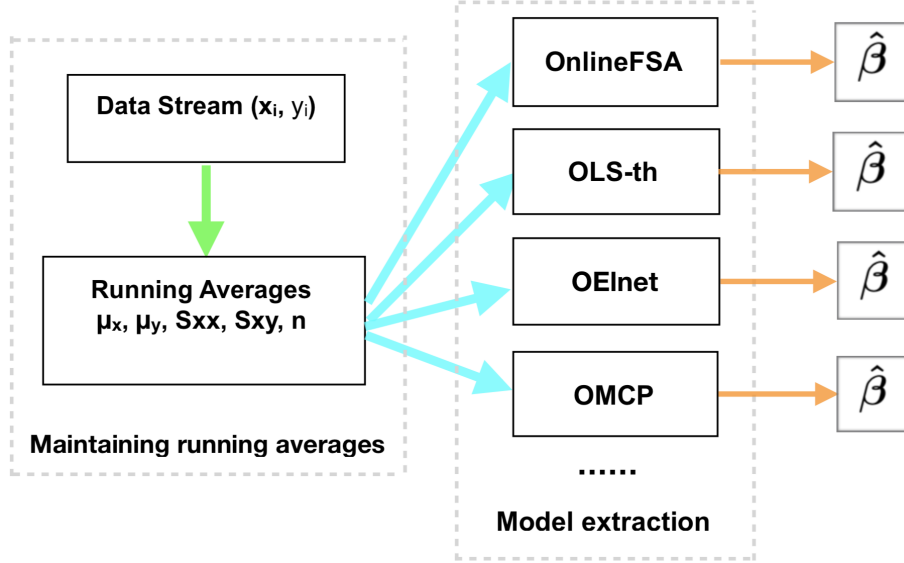 Data Stream (xᵢ, yᵢ)
Running Averages
μₓ, μᵧ, Sxx, Sxy, n
Maintaining running averages
OnlineFSA
OLS-th
OElnet
OMCP
......
Model extraction
β̂
β̂
β̂
β̂